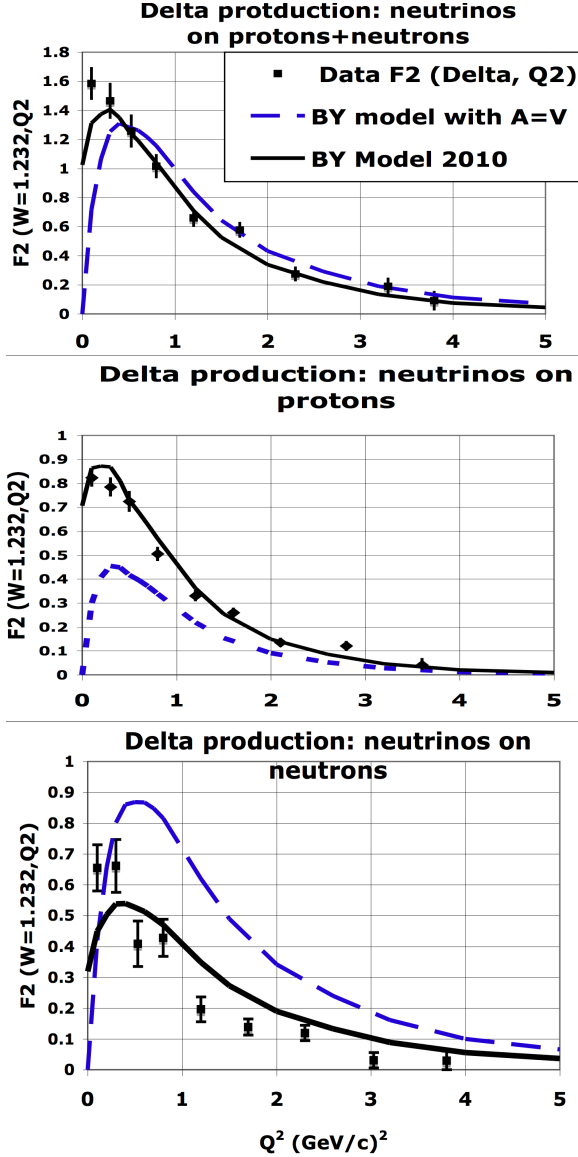 Delta protduction: neutrinos
on protons+neutrons
1.8
1.6
1.4
1.2
1
0.8
0.6
0.4
0.2
0
F2 (W=1.232,Q2
Data F2 (Delta, Q2)
BY model with A=V
BY Model 2010
0 1 2 3 4 5
Delta production: neutrinos on
protons
1
0.9
0.8
0.7
0.6
0.5
0.4
0.3
0.2
0.1
0
F2 (W=1.232,Q2)
0 1 2 3 4 5
Delta production: neutrinos on
neutrons
1
0.9
0.8
0.7
0.6
0.5
0.4
0.3
0.2
0.1
0
F2 (W=1.232,Q2)
0 1 2 3 4 5
Q² (GeV/c)²